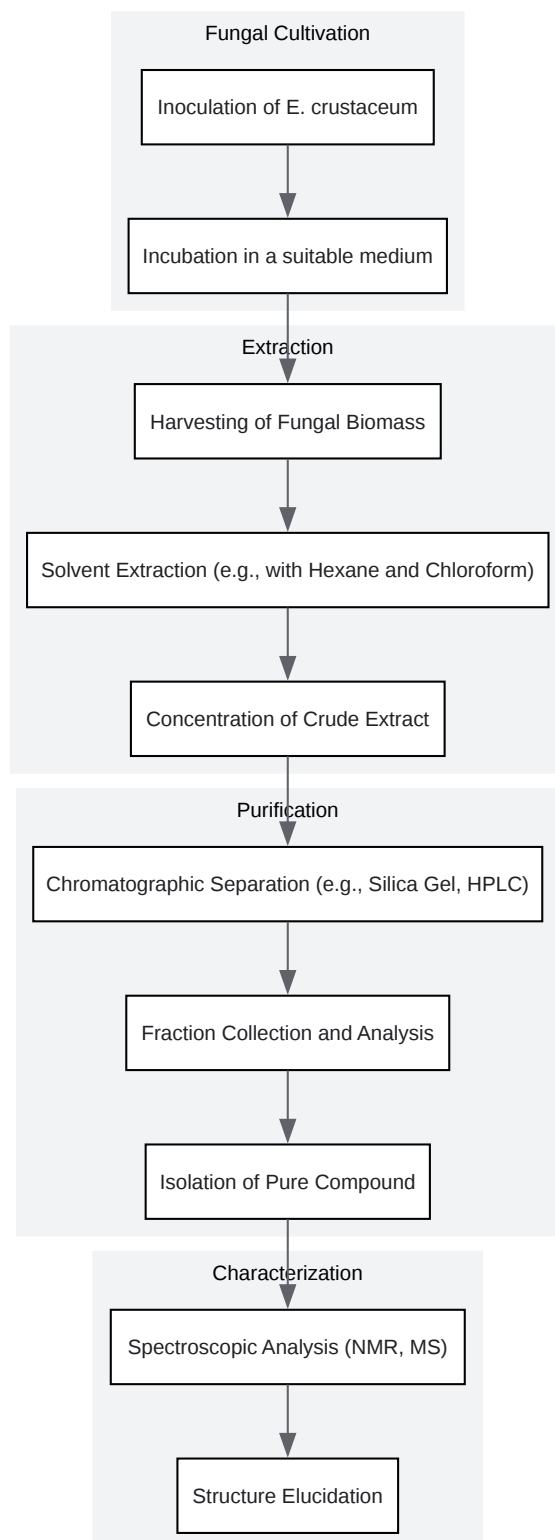 Fungal Cultivation
Inoculation of E. crustaceum
Incubation in a suitable medium
Extraction
Harvesting of Fungal Biomass
Solvent Extraction (e.g., with Hexane and Chloroform)
Concentration of Crude Extract
Purification
Chromatographic Separation (e.g., Silica Gel, HPLC)
Fraction Collection and Analysis
Isolation of Pure Compound
Characterization
Spectroscopic Analysis (NMR, MS)
Structure Elucidation